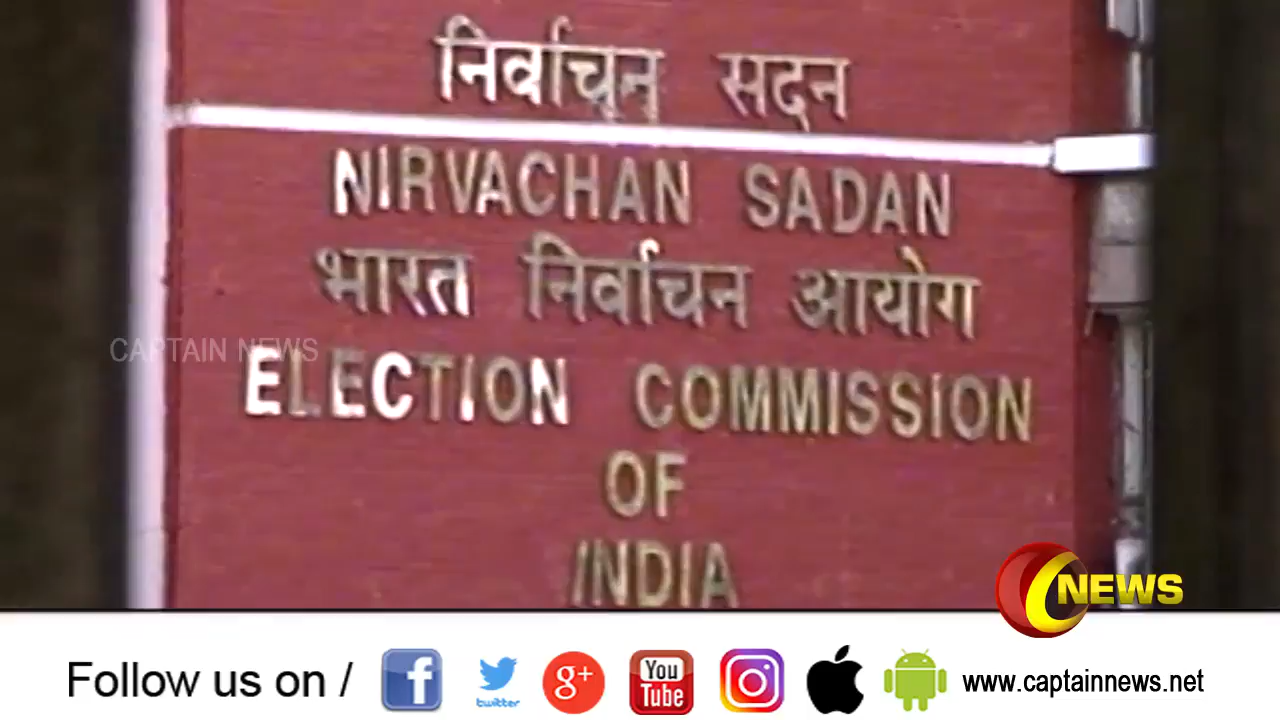 निर्वाचन सदन
NIRVACHAN SADAN
भारत निर्वाचन आयोग
CAPTAIN NEWS
ELECTION COMMISSION
OF
INDIA
NEWS
Follow us on / f twitter g+ You Tube www.captainnews.net